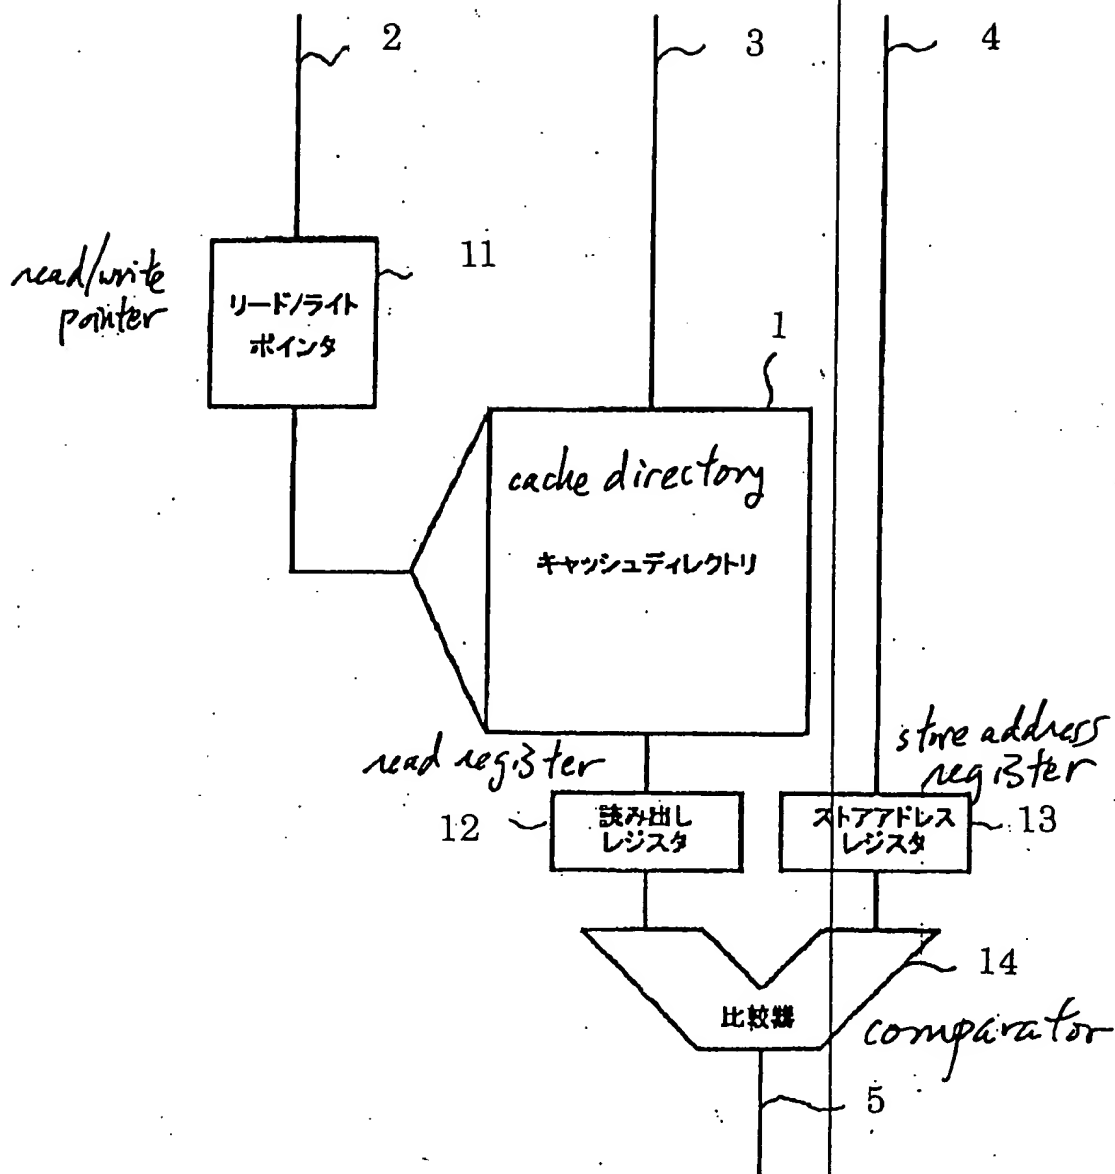 2
3
4
read/write
pointer
11
リード/ライト
ポインタ
1
cache directory
キャッシュディレクトリ
read register
store address
register
12
読み出し
レジスタ
ストアアドレス
レジスタ
13
14
比較器
comparator
5